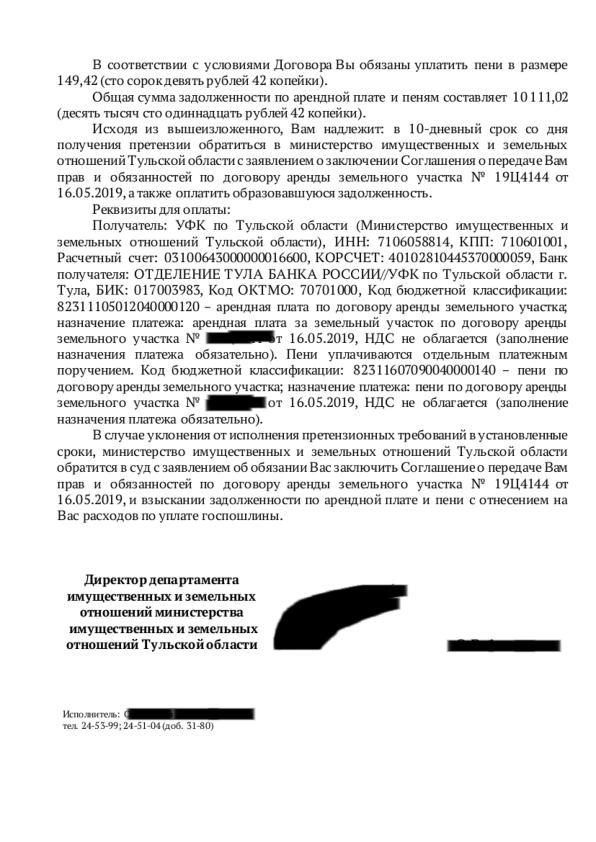 В соответствии с условиями Договора Вы обязаны уплатить пени в размере
149,42 (сто сорок девять рублей 42 копейки).
Общая сумма задолженности по арендной плате и пеням составляет 10 111,02
(десять тысяч сто одиннадцать рублей 42 копейки).
Исходя из вышеизложенного, Вам надлежит: в 10-дневный срок со дня
получения претензии обратиться в министерство имущественных и земельных
отношений Тульской области с заявлением о заключении Соглашения о передаче Вам
прав и обязанностей по договору аренды земельного участка № 19Ц4144 от
16.05.2019, а также оплатить образовавшуюся задолженность.
Реквизиты для оплаты:
Получатель: УФК по Тульской области (Министерство имущественных и
земельных отношений Тульской области), ИНН: 7106058814, КПП: 710601001,
Расчетный счет: 03100643000000016600, КОРСЧЕТ: 40102810445370000059, Банк
получателя: ОТДЕЛЕНИЕ ТУЛА БАНКА РОССИИ//УФК по Тульской области г.
Тула, БИК: 017003983, Код ОКТМО: 70701000, Код бюджетной классификации:
82311105012040000120 – арендная плата по договору аренды земельного участка;
назначение платежа: арендная плата за земельный участок по договору аренды
земельного участка № от 16.05.2019, НДС не облагается (заполнение
назначения платежа обязательно). Пени уплачиваются отдельным платежным
поручением. Код бюджетной классификации: 82311607090040000140 – пени по
договору аренды земельного участка; назначение платежа: пени по договору аренды
земельного участка № от 16.05.2019, НДС не облагается (заполнение
назначения платежа обязательно).
В случае уклонения от исполнения претензионных требований в установленные
сроки, министерство имущественных и земельных отношений Тульской области
обратится в суд с заявлением об обязании Вас заключить Соглашение о передаче Вам
прав и обязанностей по договору аренды земельного участка № 19Ц4144 от
16.05.2019, и взыскании задолженности по арендной плате и пени с отнесением на
Вас расходов по уплате госпошлины.
Директор департамента
имущественных и земельных
отношений министерства
имущественных и земельных
отношений Тульской области
Исполнитель:
тел. 24-53-99; 24-51-04 (доб. 31-80)